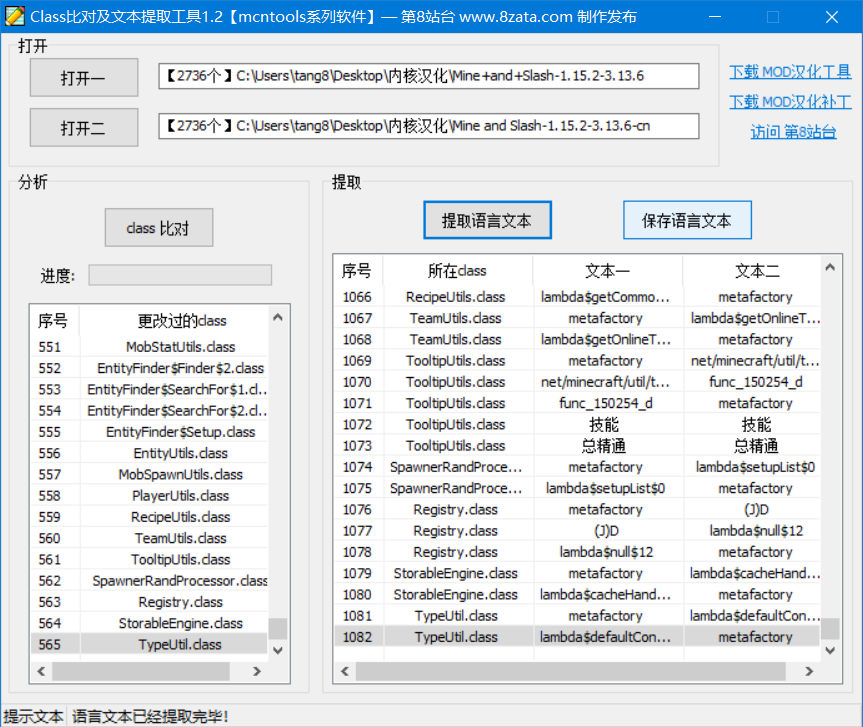 Class比对及文本提取工具1.2【mcntools系列软件】— 第8站台 www.8zata.com 制作发布
打开
打开一 【2736个】C:\Users\tang8\Desktop\内核汉化\Mine+and+Slash-1.15.2-3.13.6
打开二 【2736个】C:\Users\tang8\Desktop\内核汉化\Mine and Slash-1.15.2-3.13.6-cn
下载 MOD汉化工具
下载 MOD汉化补丁
访问 第8站台
分析
class 比对
进度:
序号 更改过的class
551 MobStatUtils.class
552 EntityFinder$Finder$2.class
553 EntityFinder$SearchFor$1.cl...
554 EntityFinder$SearchFor$2.cl...
555 EntityFinder$Setup.class
556 EntityUtils.class
557 MobSpawnUtils.class
558 PlayerUtils.class
559 RecipeUtils.class
560 TeamUtils.class
561 TooltipUtils.class
562 SpawnerRandProcessor.class
563 Registry.class
564 StorableEngine.class
565 TypeUtil.class
提取
提取语言文本 保存语言文本
序号 所在class 文本一 文本二
1066 RecipeUtils.class lambda$getCommo... metafactory
1067 TeamUtils.class metafactory lambda$getOnlineT...
1068 TeamUtils.class lambda$getOnlineT... metafactory
1069 TooltipUtils.class metafactory net/minecraft/util/t...
1070 TooltipUtils.class net/minecraft/util/t... func_150254_d
1071 TooltipUtils.class func_150254_d metafactory
1072 TooltipUtils.class 技能 技能
1073 TooltipUtils.class 总精通 总精通
1074 SpawnerRandProce... metafactory lambda$setupList$0
1075 SpawnerRandProce... lambda$setupList$0 metafactory
1076 Registry.class metafactory (J)D
1077 Registry.class (J)D lambda$null$12
1078 Registry.class lambda$null$12 metafactory
1079 StorableEngine.class metafactory lambda$cacheHand...
1080 StorableEngine.class lambda$cacheHand... metafactory
1081 TypeUtil.class metafactory lambda$defaultCon...
1082 TypeUtil.class lambda$defaultCon... metafactory
提示文本 语言文本已经提取完毕!